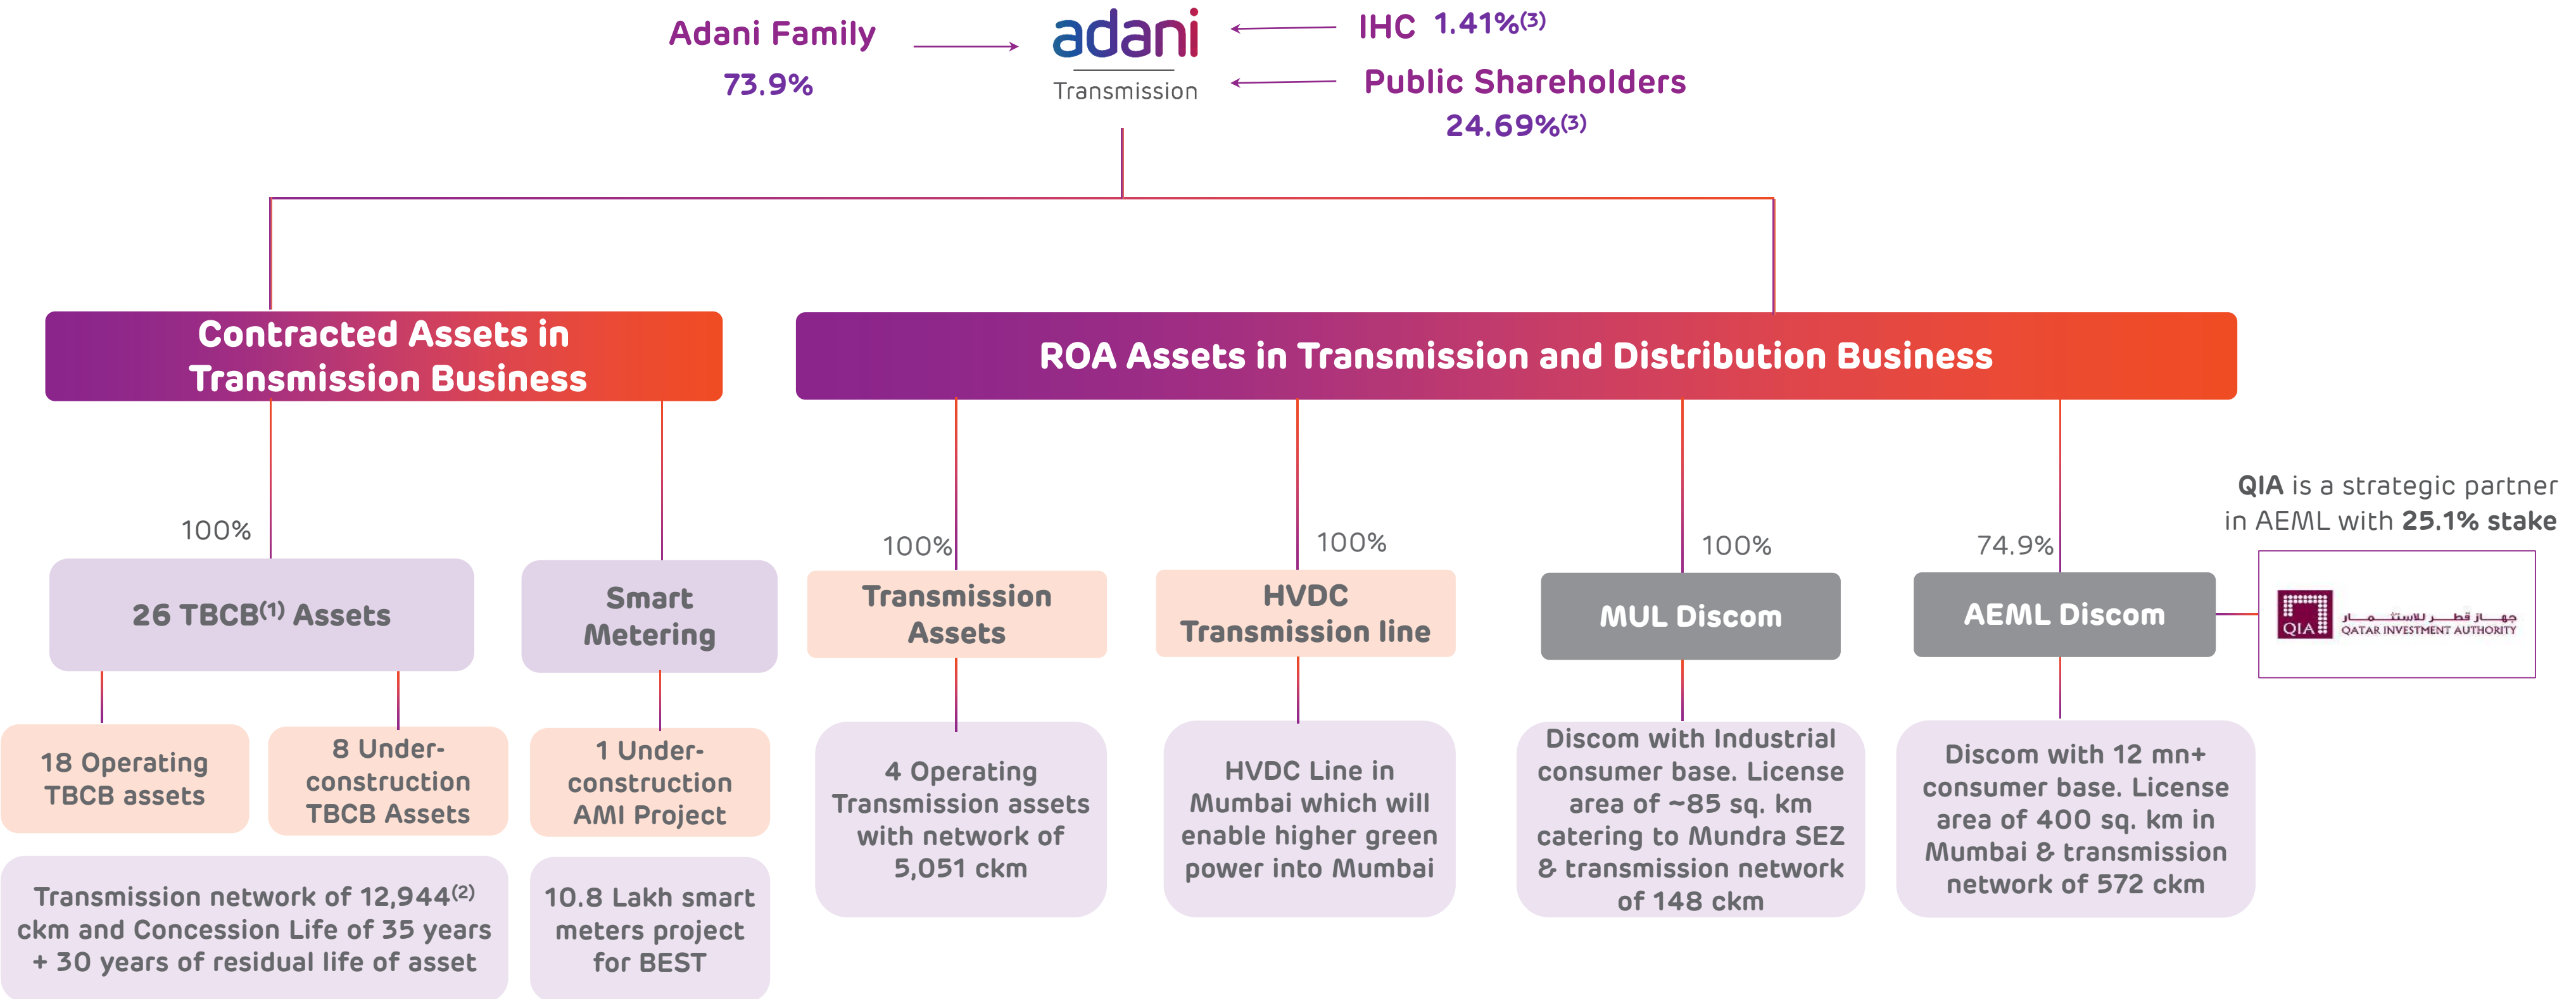 Adani Family
73.9%
adani
Transmission
IHC 1.41%(3)
Public Shareholders
24.69%(3)
Contracted Assets in
Transmission Business
ROA Assets in Transmission and Distribution Business
100%
26 TBCB(1) Assets
Smart
Metering
100%
Transmission
Assets
100%
HVDC
Transmission line
100%
MUL Discom
74.9%
AEML Discom
QIA is a strategic partner
in AEML with 25.1% stake
QIA
جهاز قطر للاستثمار
QATAR INVESTMENT AUTHORITY
18 Operating
TBCB assets
8 Under-
construction
TBCB Assets
1 Under-
construction
AMI Project
Transmission network of 12,944(2)
ckm and Concession Life of 35 years
+ 30 years of residual life of asset
10.8 Lakh smart
meters project
for BEST
4 Operating
Transmission assets
with network of
5,051 ckm
HVDC Line in
Mumbai which will
enable higher green
power into Mumbai
Discom with Industrial
consumer base. License
area of ~85 sq. km
catering to Mundra SEZ
& transmission network
of 148 ckm
Discom with 12 mn+
consumer base. License
area of 400 sq. km in
Mumbai & transmission
network of 572 ckm